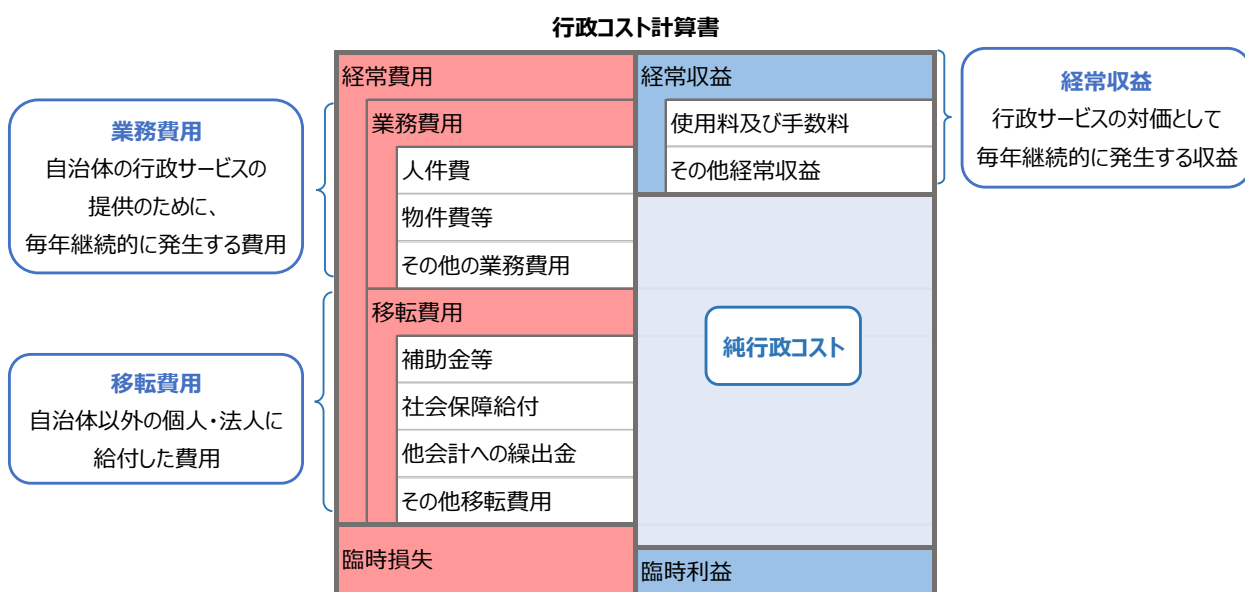 行政コスト計算書
経常費用
業務費用
人件費
物件費等
その他の業務費用
移転費用
補助金等
社会保障給付
他会計への繰出金
その他移転費用
臨時損失
経常収益
使用料及び手数料
その他経常収益
純行政コスト
臨時利益
業務費用
自治体の行政サービスの
提供のために、
毎年継続的に発生する費用
移転費用
自治体以外の個人・法人に
給付した費用
経常収益
行政サービスの対価として
毎年継続的に発生する収益